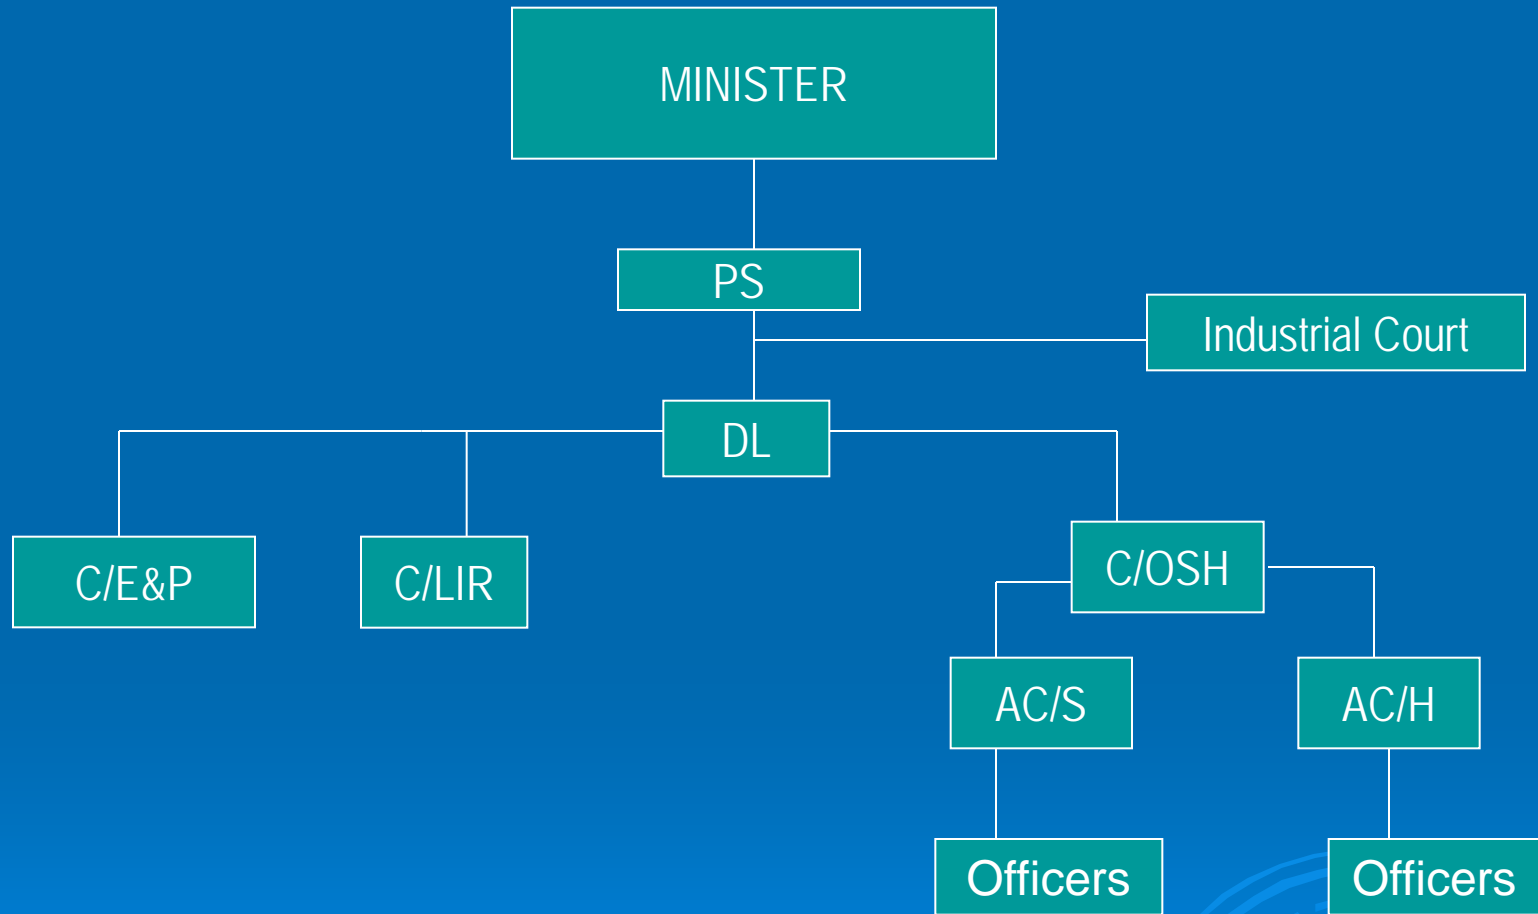 MINISTER
PS
Industrial Court
DL
C/E&P
C/LIR
C/OSH
AC/S
AC/H
Officers
Officers